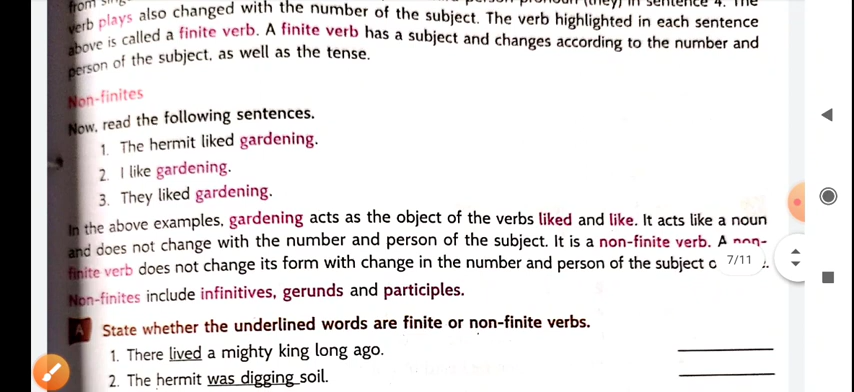 from
verb plays also changed with the number of the subject. The verb highlighted in each sentence
above is called a finite verb. A finite verb has a subject and changes according to the number and
person of the subject, as well as the tense.
Non-finites
Now, read the following sentences.
1. The hermit liked gardening.
2. I like gardening.
3. They liked gardening.
In the above examples, gardening acts as the object of the verbs liked and like. It acts like a noun
and does not change with the number and person of the subject. It is a non-finite verb. A non-
finite verb does not change its form with change in the number and person of the subject
7/11
Non-finites include infinitives, gerunds and participles.
A State whether the underlined words are finite or non-finite verbs.
1. There lived a mighty king long ago.
2. The hermit was digging soil.